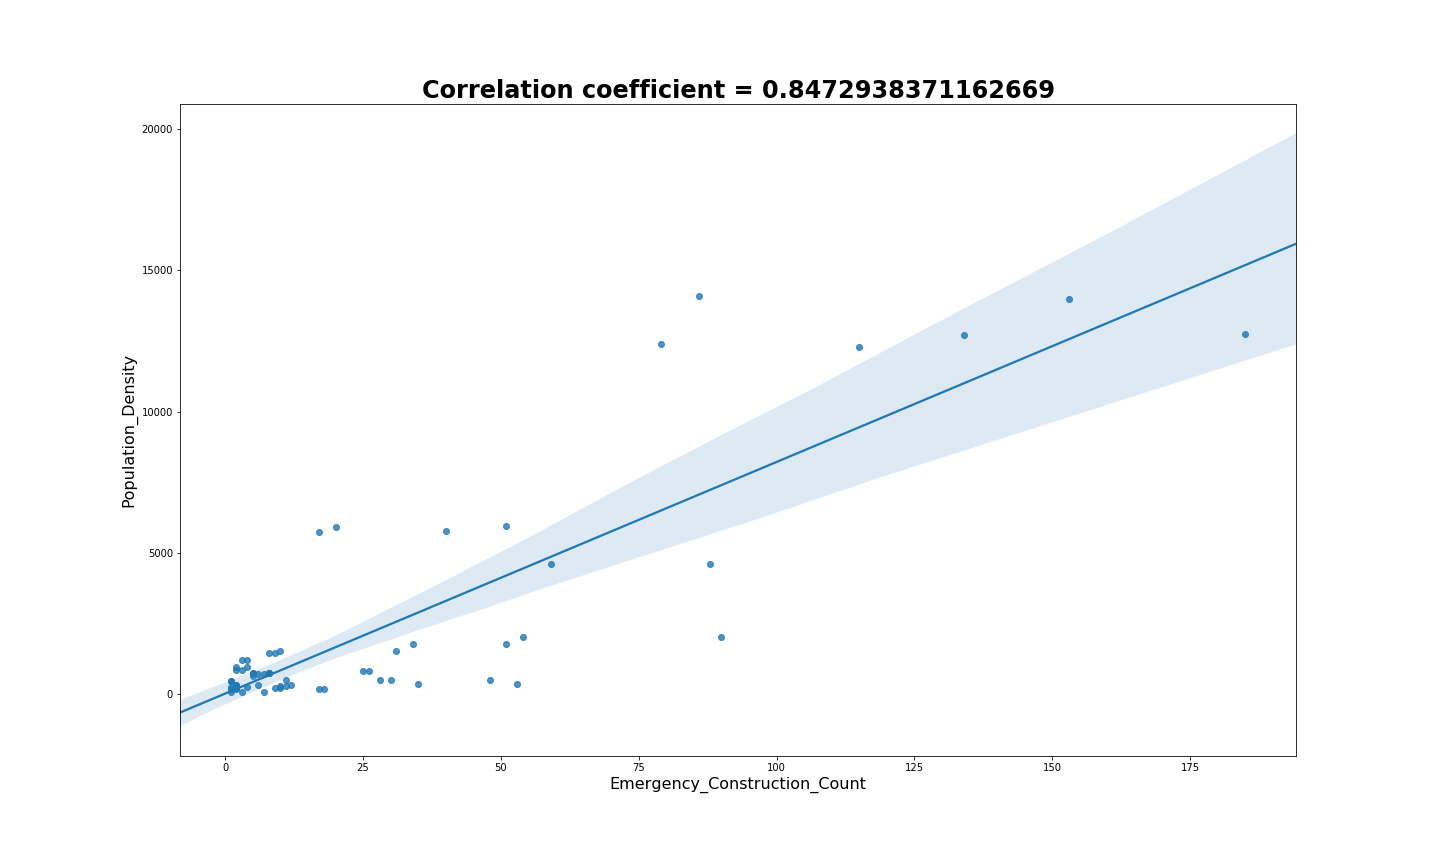 Correlation coefficient = 0.8472938371162669
20000
15000
10000
5000
0
Population_Density
0 25 50 75 100 125 150 175
Emergency_Construction_Count